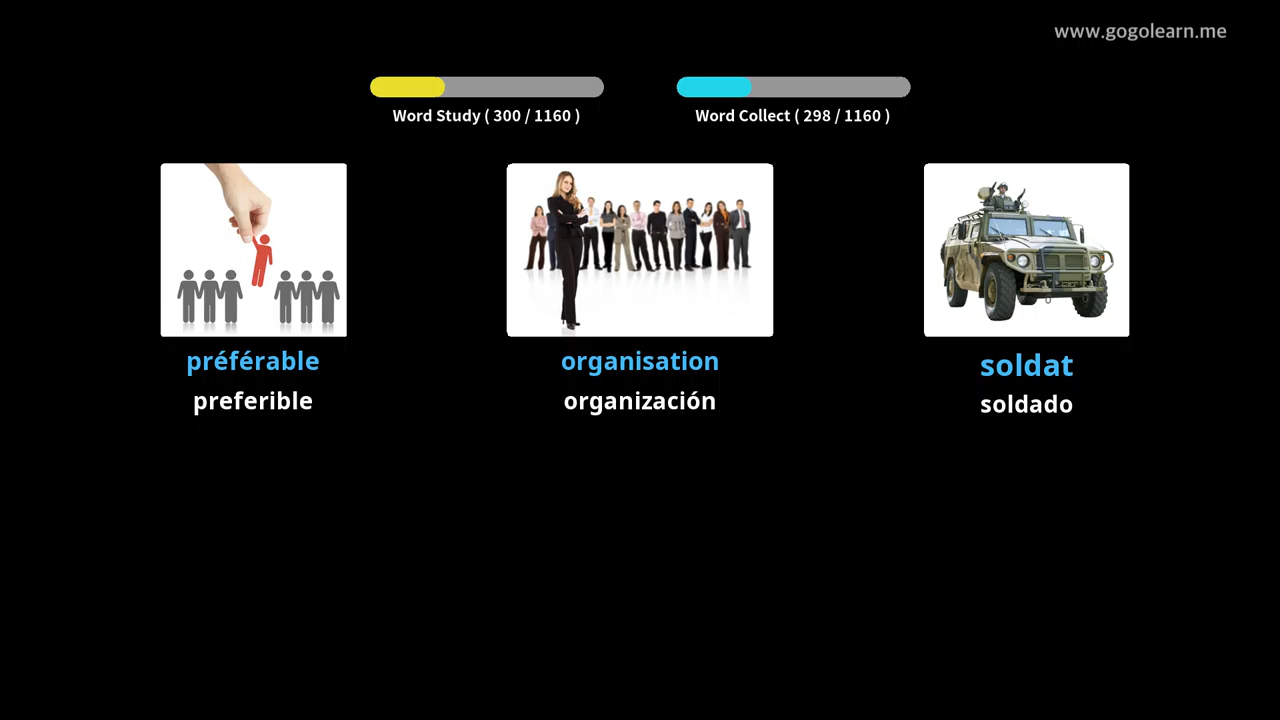 www.gogolearn.me
Word Study ( 300 / 1160 )
Word Collect ( 298 / 1160 )
préférable
preferible
organisation
organización
soldat
soldado